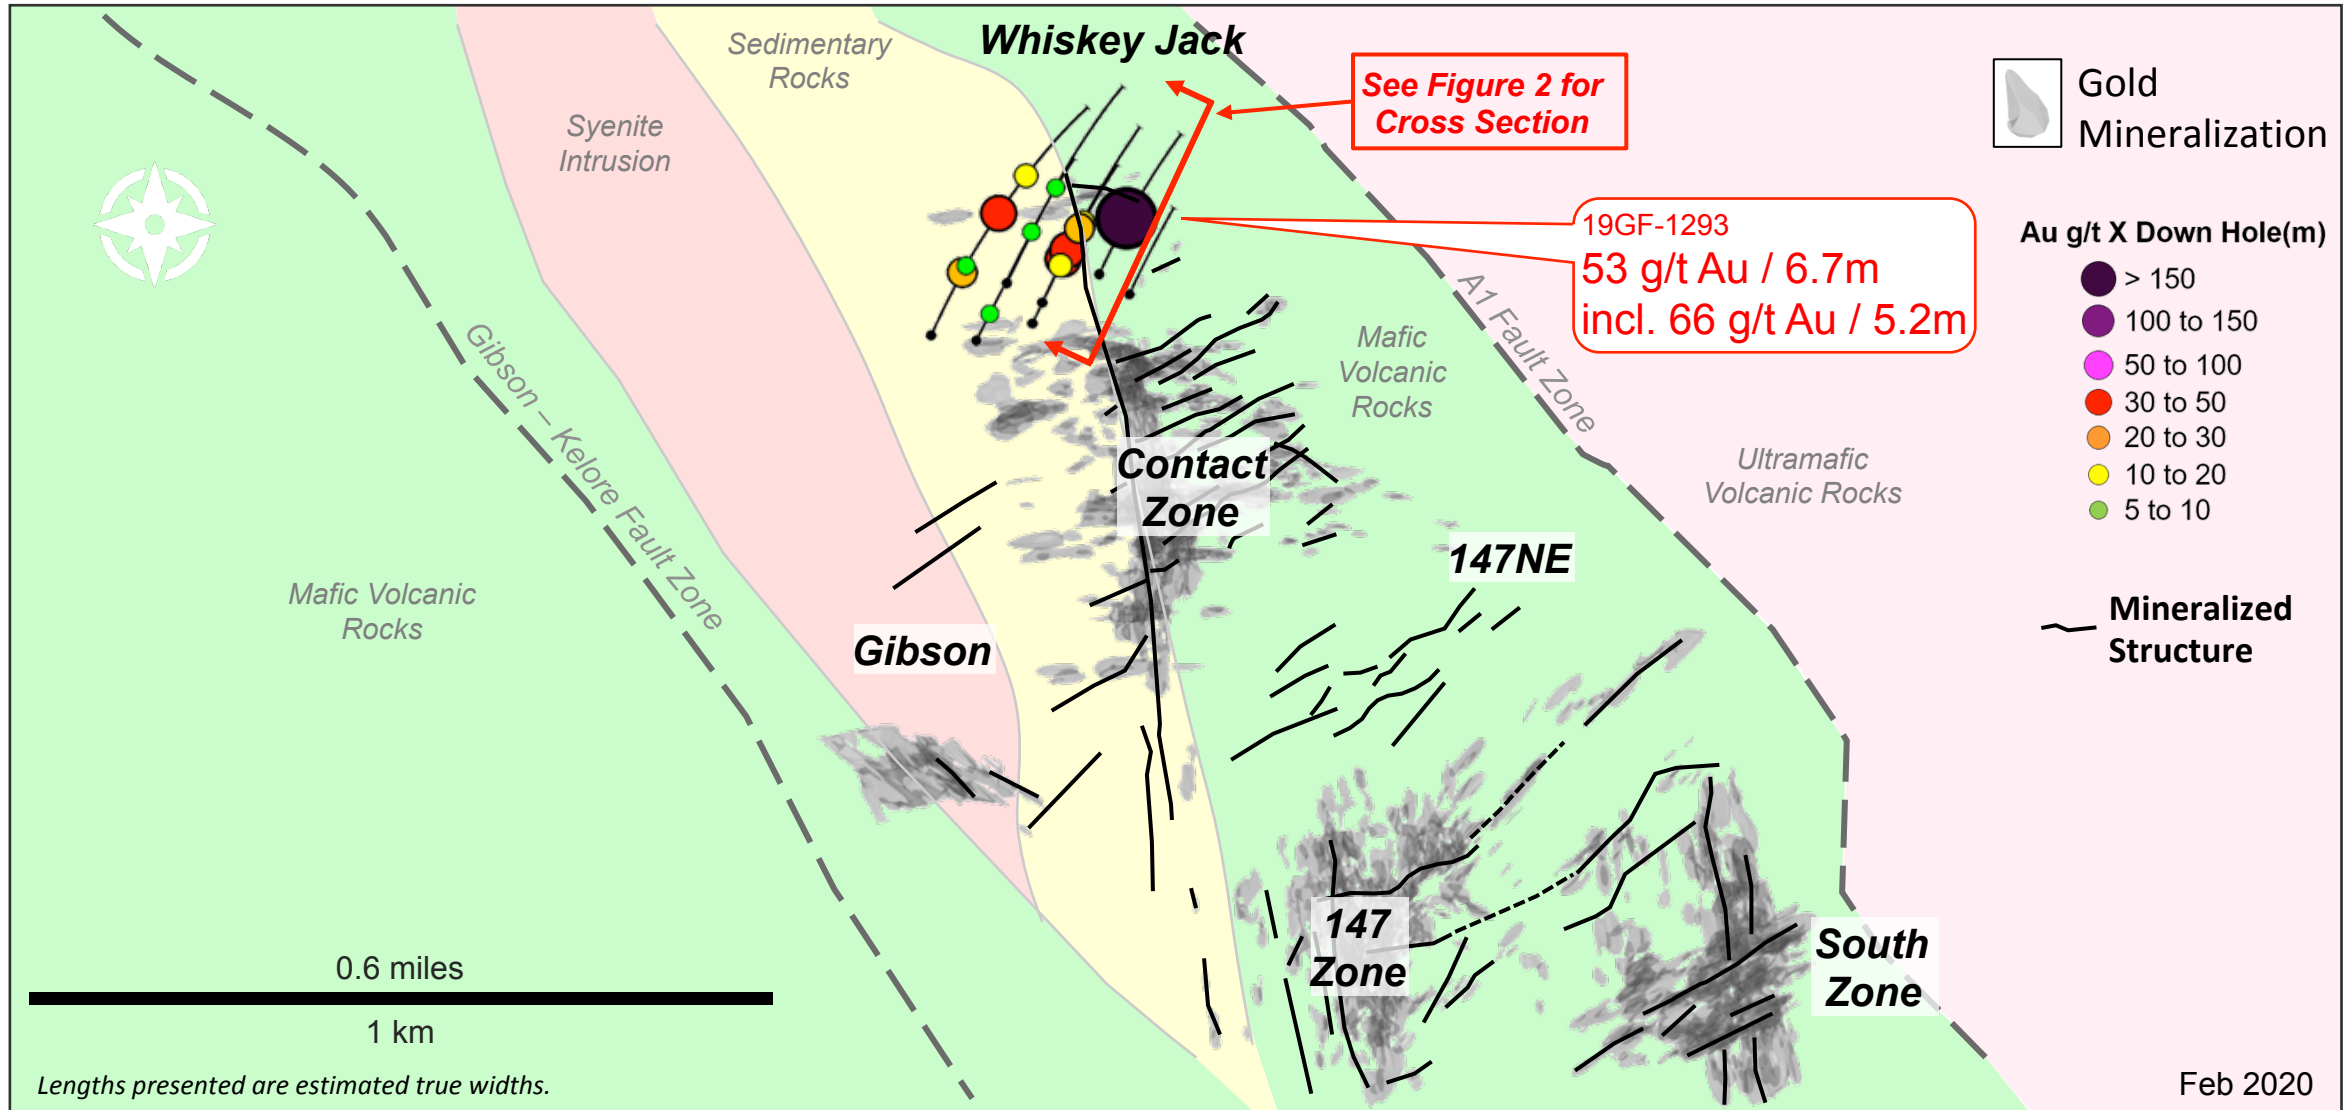 Whiskey Jack
Sedimentary
Rocks
See Figure 2 for
Cross Section
Gold
Mineralization
Syenite
Intrusion
19GF-1293
53 g/t Au / 6.7m
incl. 66 g/t Au / 5.2m
Au g/t X Down Hole(m)
> 150
100 to 150
50 to 100
30 to 50
20 to 30
10 to 20
5 to 10
Mineralized
Structure
A1 Fault Zone
Gibson – Kelore Fault Zone
Mafic
Volcanic
Rocks
Ultramafic
Volcanic Rocks
Contact
Zone
147NE
Mafic Volcanic
Rocks
Gibson
147
Zone
South
Zone
0.6 miles
1 km
Lengths presented are estimated true widths.
Feb 2020